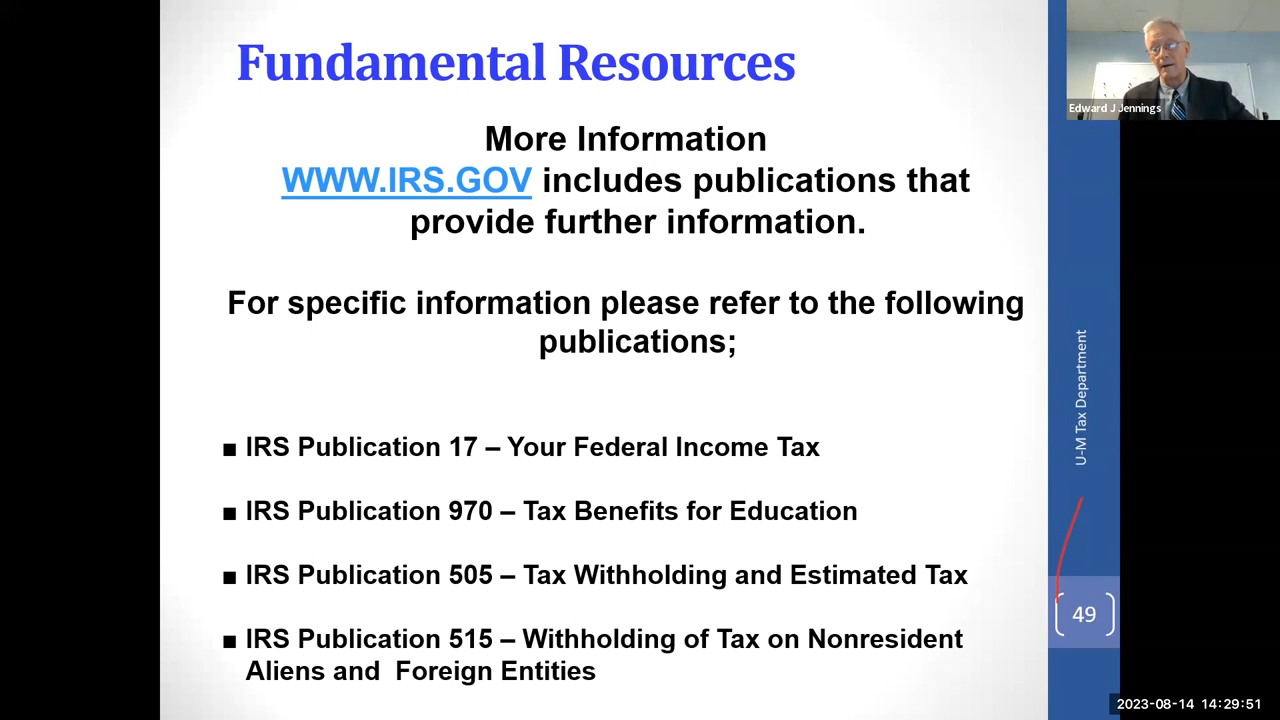 Fundamental Resources
More Information
WWW.IRS.GOV includes publications that
provide further information.
For specific information please refer to the following
publications;
■ IRS Publication 17 – Your Federal Income Tax
■ IRS Publication 970 – Tax Benefits for Education
■ IRS Publication 505 – Tax Withholding and Estimated Tax
■ IRS Publication 515 – Withholding of Tax on Nonresident
Aliens and  Foreign Entities
Edward J Jennings
U-M Tax Department
49
2023-08-14 14:29:51